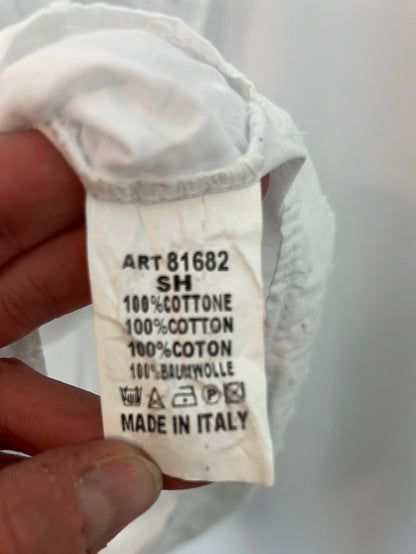 ART 81682
SH
100%COTTONE
100%COTTON
100%COTON
100%BAUMWOLLE
P
MADE IN ITALY